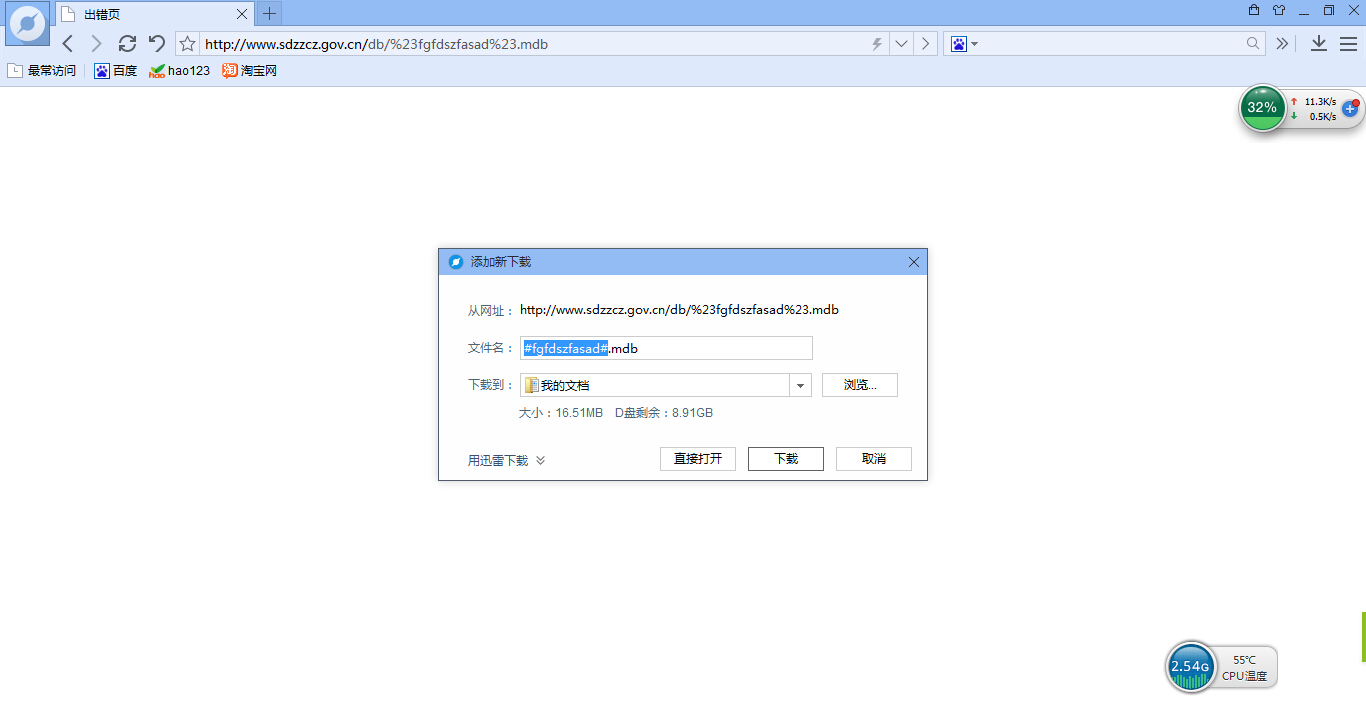 出错页
http://www.sdzzcz.gov.cn/db/%23fgfdszfasad%23.mdb
最常访问 百度 hao123 淘 淘宝网
32% 11.3K/s
0.5K/s
添加新下载
从网址： http://www.sdzzcz.gov.cn/db/%23fgfdszfasad%23.mdb
文件名： #fgfdszfasad#.mdb
下载到： 我的文档 浏览...
大小：16.51MB D盘剩余：8.91GB
用迅雷下载 直接打开 下载 取消
2.54G 55℃
CPU温度